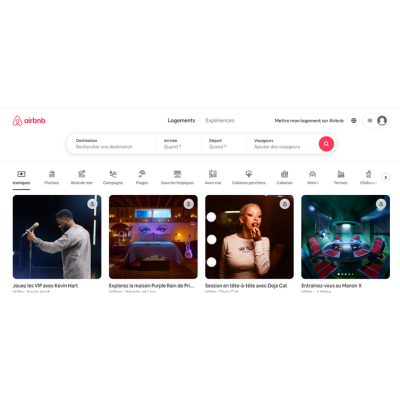 airbnb
Logements Expériences
Mettre mon logement sur Airbnb
Destination Arrivée Départ Voyageurs
Rechercher une destination Quand ? Quand ? Ajouter des voyageurs
Iconiques Piscines Bord de mer Campagne Plages Sous les tropiques Avec vue Cabanes perchées Cabanes Wow ! Fermes Châteaux
Jouez les VIP avec Kevin Hart Explorez la maison Purple Rain de Pri... Session en tête-à-tête avec Doja Cat Entraînez-vous au Manoir X